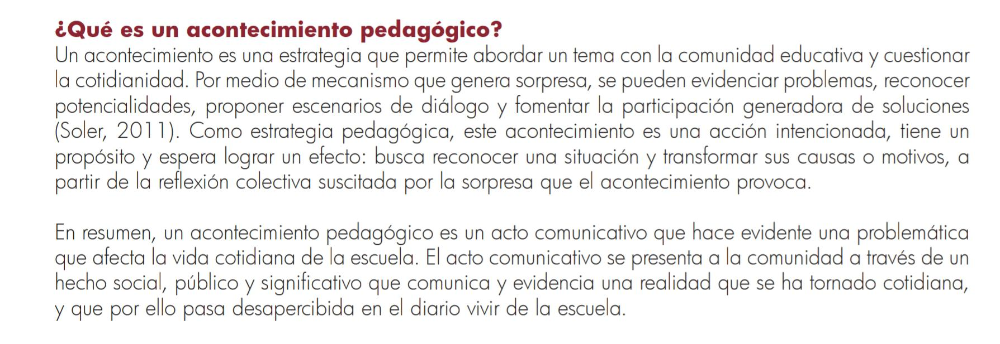 ¿Qué es un acontecimiento pedagógico?
Un acontecimiento es una estrategia que permite abordar un tema con la comunidad educativa y cuestionar
la cotidianidad. Por medio de mecanismo que genera sorpresa, se pueden evidenciar problemas, reconocer
potencialidades, proponer escenarios de diálogo y fomentar la participación generadora de soluciones
(Soler, 2011). Como estrategia pedagógica, este acontecimiento es una acción intencionada, tiene un
propósito y espera lograr un efecto: busca reconocer una situación y transformar sus causas o motivos, a
partir de la reflexión colectiva suscitada por la sorpresa que el acontecimiento provoca.
En resumen, un acontecimiento pedagógico es un acto comunicativo que hace evidente una problemática
que afecta la vida cotidiana de la escuela. El acto comunicativo se presenta a la comunidad a través de un
hecho social, público y significativo que comunica y evidencia una realidad que se ha tornado cotidiana,
y que por ello pasa desapercibida en el diario vivir de la escuela.